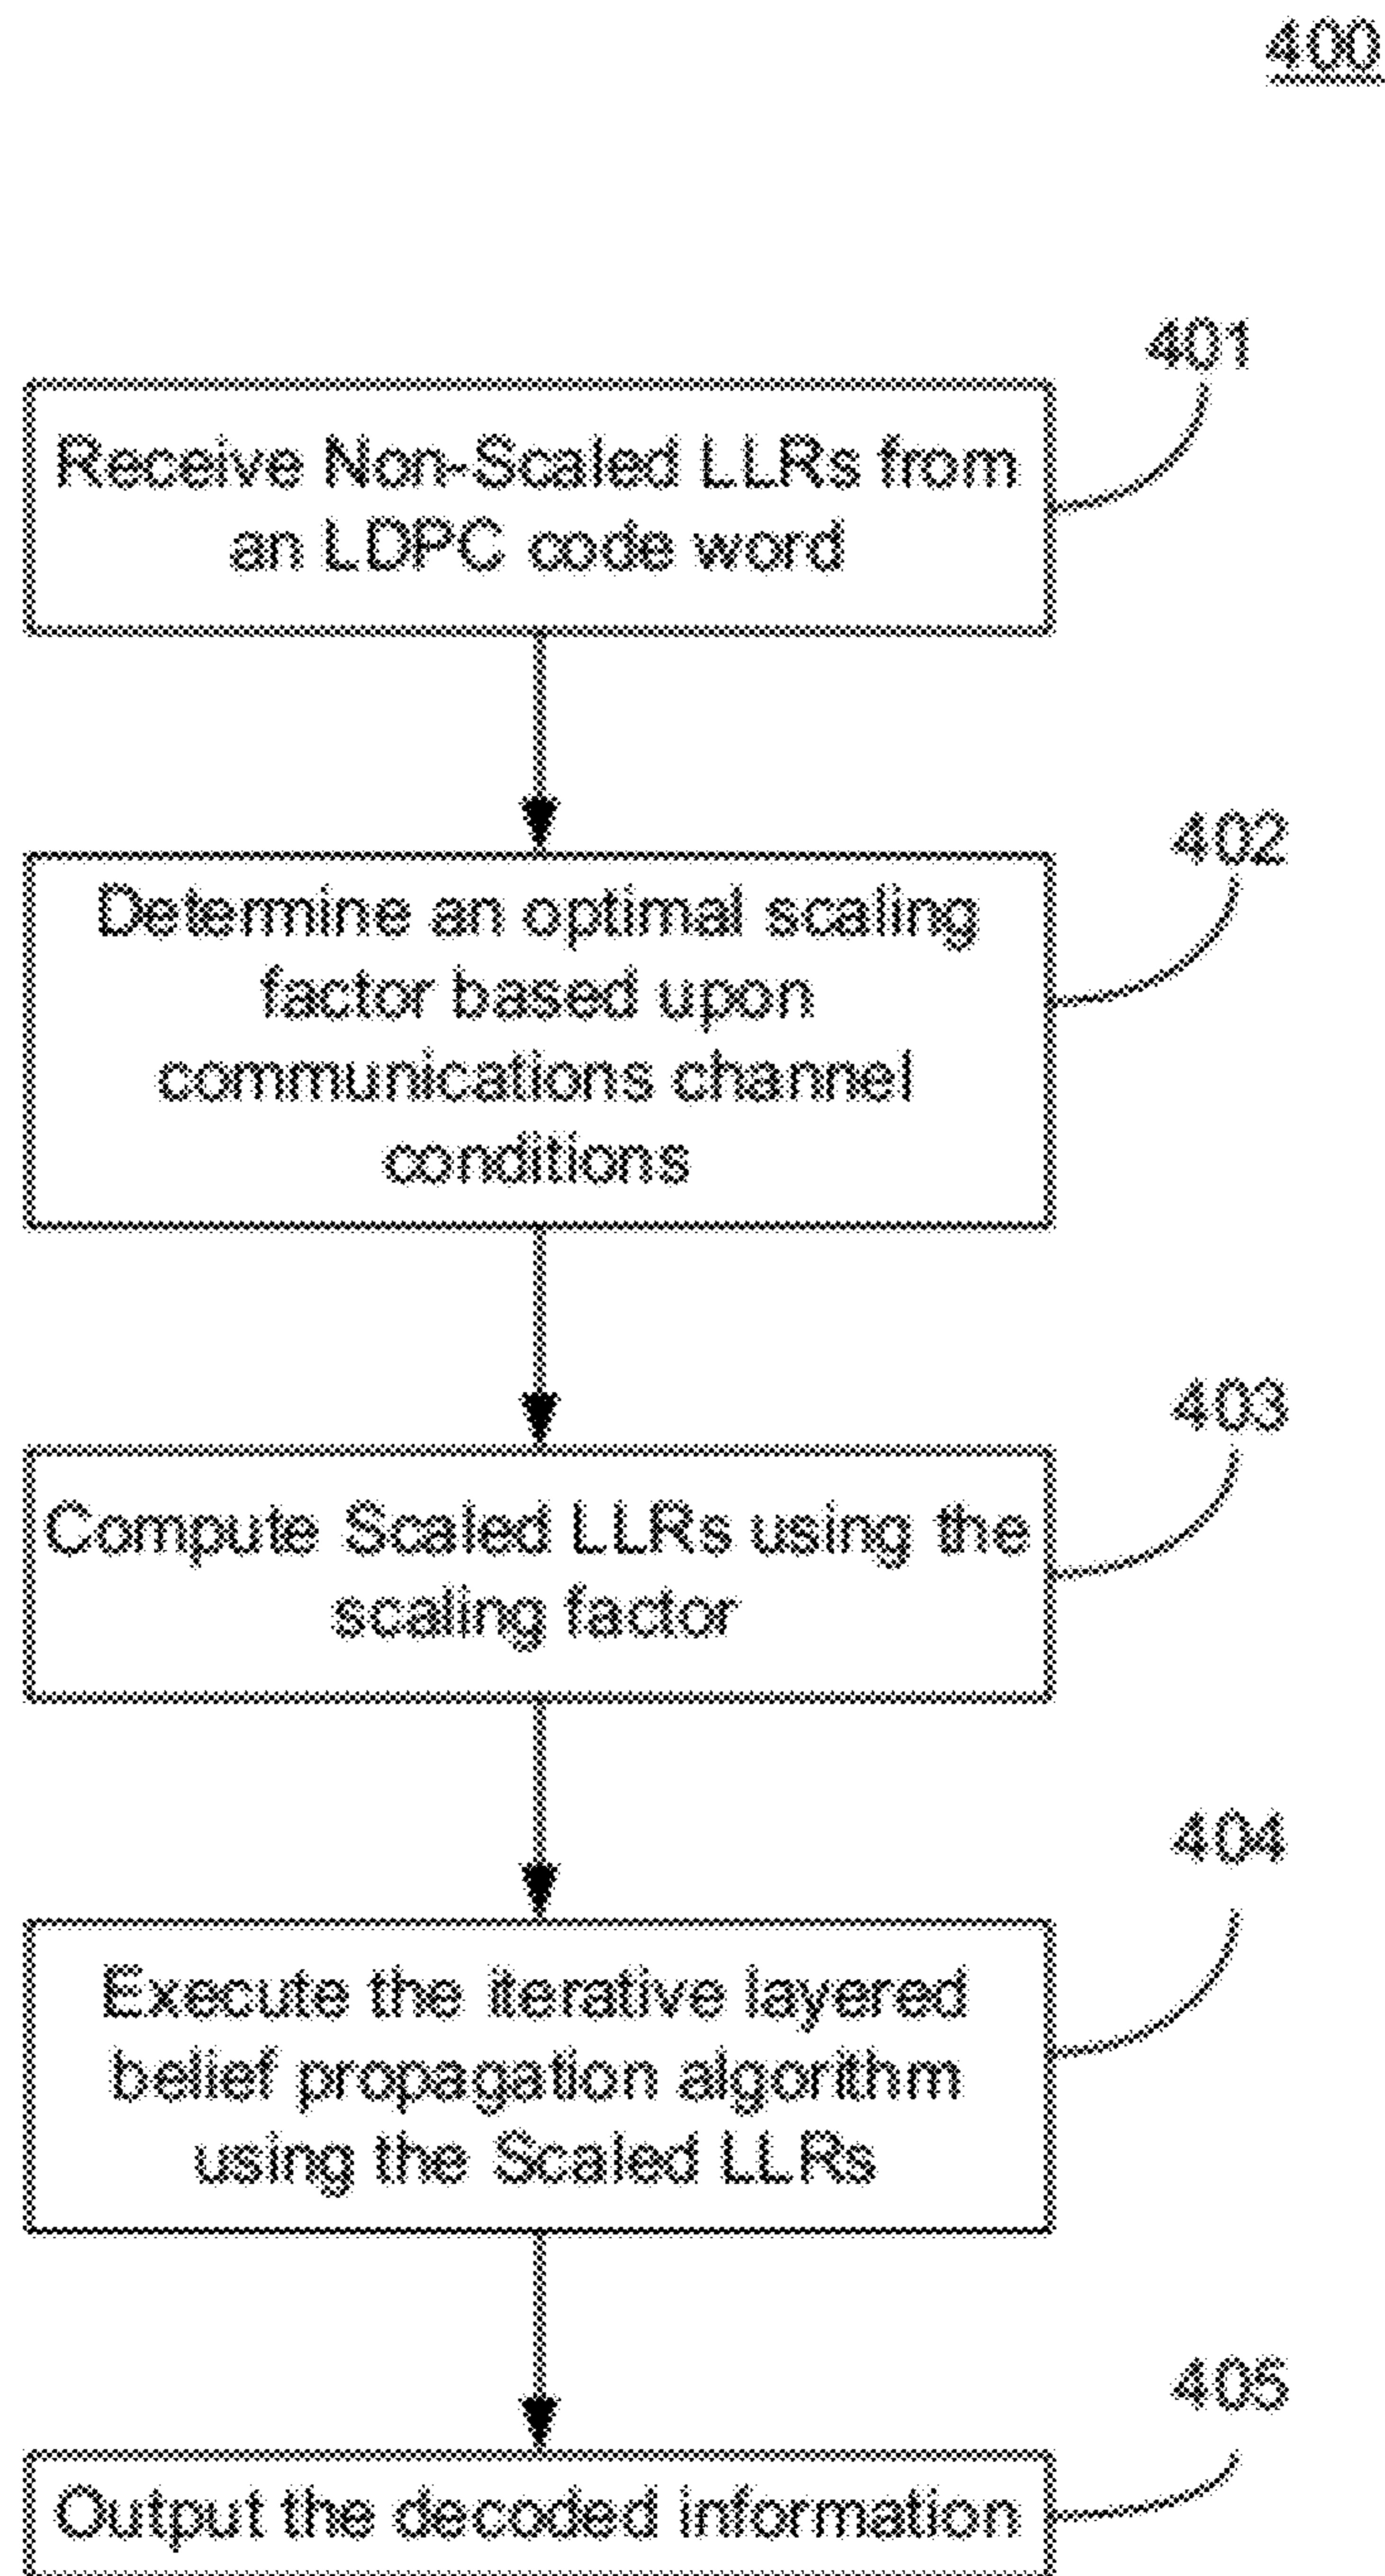 400
401
Receive Non-Scaled LLRs from
an LDPC code word
402
Determine an optimal scaling
factor based upon
communications channel
conditions
403
Compute Scaled LLRs using the
scaling factor
404
Execute the iterative layered
belief propagation algorithm
using the Scaled LLRs
405
Output the decoded information